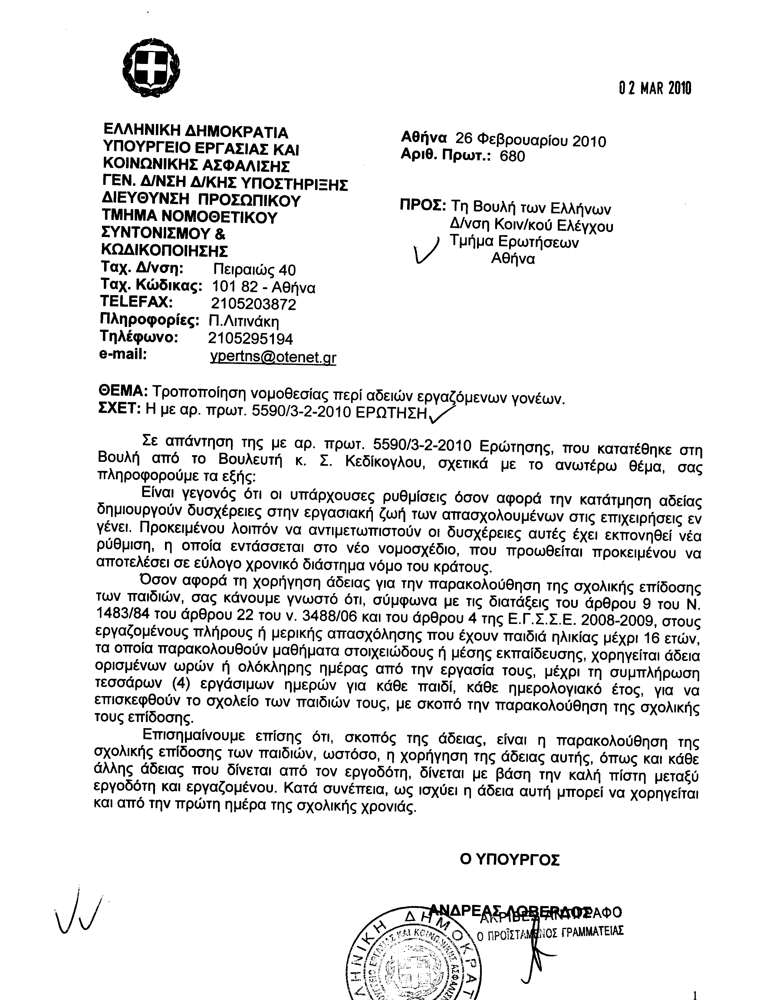 02 MAR 2010
ΕΛΛΗΝΙΚΗ ΔΗΜΟΚΡΑΤΙΑ
ΥΠΟΥΡΓΕΙΟ ΕΡΓΑΣΙΑΣ ΚΑΙ
ΚΟΙΝΩΝΙΚΗΣ ΑΣΦΑΛΙΣΗΣ
ΓΕΝ. Δ/ΝΣΗ Δ/ΚΗΣ ΥΠΟΣΤΗΡΙΞΗΣ
ΔΙΕΥΘΥΝΣΗ ΠΡΟΣΩΠΙΚΟΥ
ΤΜΗΜΑ ΝΟΜΟΘΕΤΙΚΟΥ
ΣΥΝΤΟΝΙΣΜΟΥ &
ΚΩΔΙΚΟΠΟΙΗΣΗΣ
Ταχ. Δ/νση: Πειραιώς 40
Ταχ. Κώδικας: 101 82 - Αθήνα
TELEFAX: 2105203872
Πληροφορίες: Π.Λιτινάκη
Τηλέφωνο: 2105295194
e-mail: ypertns@otenet.gr
Αθήνα 26 Φεβρουαρίου 2010
Αριθ. Πρωτ.: 680
ΠΡΟΣ: Τη Βουλή των Ελλήνων
Δ/νση Κοιν/κού Ελέγχου
Τμήμα Ερωτήσεων
Αθήνα
ΘΕΜΑ: Τροποποίηση νομοθεσίας περί αδειών εργαζόμενων γονέων.
ΣΧΕΤ: Η με αρ. πρωτ. 5590/3-2-2010 ΕΡΩΤΗΣΗ.
Σε απάντηση της με αρ. πρωτ. 5590/3-2-2010 Ερώτησης, που κατατέθηκε στη
Βουλή από το Βουλευτή κ. Σ. Κεδίκογλου, σχετικά με το ανωτέρω θέμα, σας
πληροφορούμε τα εξής:
Είναι γεγονός ότι οι υπάρχουσες ρυθμίσεις όσον αφορά την κατάτμηση αδείας
δημιουργούν δυσχέρειες στην εργασιακή ζωή των απασχολουμένων στις επιχειρήσεις εν
γένει. Προκειμένου λοιπόν να αντιμετωπιστούν οι δυσχέρειες αυτές έχει εκπονηθεί νέα
ρύθμιση, η οποία εντάσσεται στο νέο νομοσχέδιο, που προωθείται προκειμένου να
αποτελέσει σε εύλογο χρονικό διάστημα νόμο του κράτους.
Όσον αφορά τη χορήγηση άδειας για την παρακολούθηση της σχολικής επίδοσης
των παιδιών, σας κάνουμε γνωστό ότι, σύμφωνα με τις διατάξεις του άρθρου 9 του Ν.
1483/84 του άρθρου 22 του ν. 3488/06 και του άρθρου 4 της Ε.Γ.Σ.Σ.Ε. 2008-2009, στους
εργαζομένους πλήρους ή μερικής απασχόλησης που έχουν παιδιά ηλικίας μέχρι 16 ετών,
τα οποία παρακολουθούν μαθήματα στοιχειώδους ή μέσης εκπαίδευσης, χορηγείται άδεια
ορισμένων ωρών ή ολόκληρης ημέρας από την εργασία τους, μέχρι τη συμπλήρωση
τεσσάρων (4) εργάσιμων ημερών για κάθε παιδί, κάθε ημερολογιακό έτος, για να
επισκεφθούν το σχολείο των παιδιών τους, με σκοπό την παρακολούθηση της σχολικής
τους επίδοσης.
Επισημαίνουμε επίσης ότι, σκοπός της άδειας, είναι η παρακολούθηση της
σχολικής επίδοσης των παιδιών, ωστόσο, η χορήγηση της άδειας αυτής, όπως και κάθε
άλλης άδειας που δίνεται από τον εργοδότη, δίνεται με βάση την καλή πίστη μεταξύ
εργοδότη και εργαζομένου. Κατά συνέπεια, ως ισχύει η άδεια αυτή μπορεί να χορηγείται
και από την πρώτη ημέρα της σχολικής χρονιάς.
Ο ΥΠΟΥΡΓΟΣ
ΑΝΔΡΕΑΣ ΛΟΒΕΡΔΟΣ
ΑΚΡΙΒΕΣ ΑΝΤΙΓΡΑΦΟ
Ο ΠΡΟΪΣΤΑΜΕΝΟΣ ΓΡΑΜΜΑΤΕΙΑΣ
1